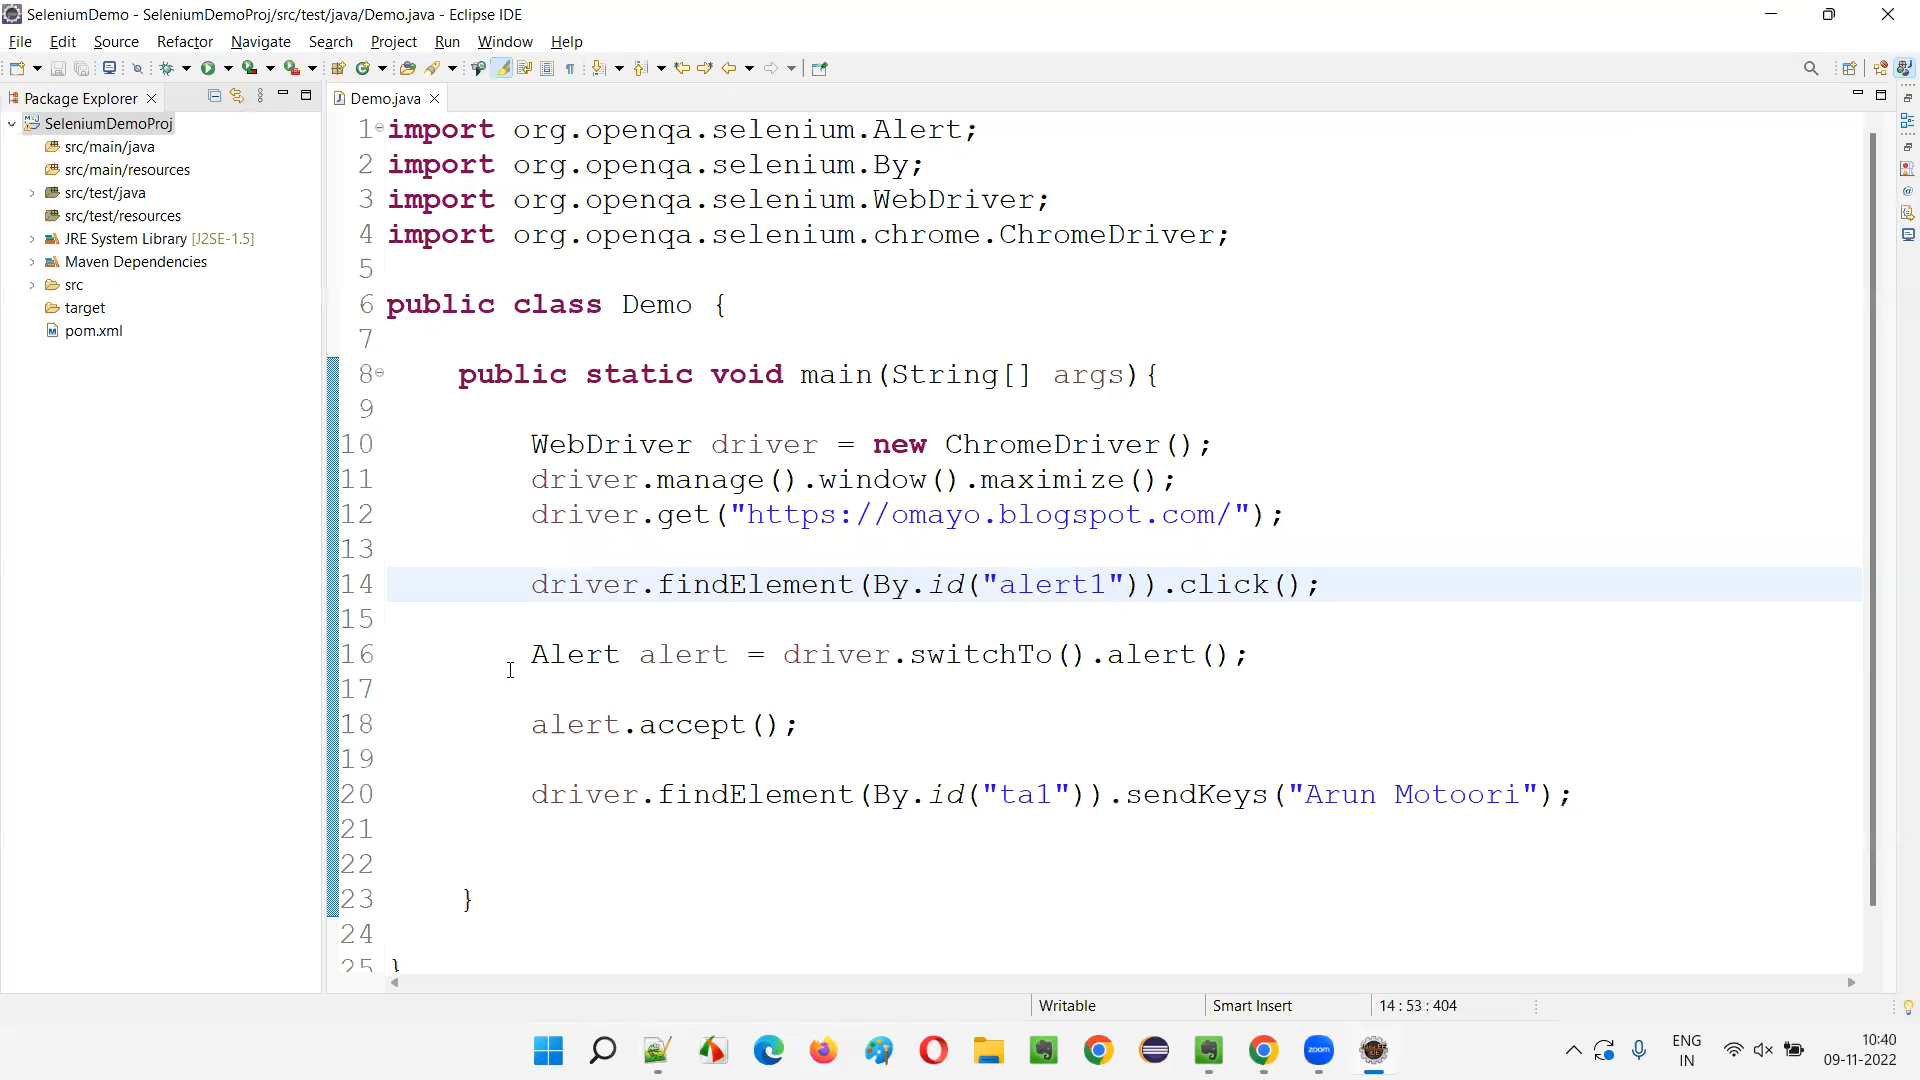 SeleniumDemo - SeleniumDemoProj/src/test/java/Demo.java - Eclipse IDE
File Edit Source Refactor Navigate Search Project Run Window Help
Package Explorer
SeleniumDemoProj
src/main/java
src/main/resources
src/test/java
src/test/resources
JRE System Library [J2SE-1.5]
Maven Dependencies
src
target
pom.xml
Demo.java
1 import org.openqa.selenium.Alert;
2 import org.openqa.selenium.By;
3 import org.openqa.selenium.WebDriver;
4 import org.openqa.selenium.chrome.ChromeDriver;
5
6 public class Demo {
7
8 public static void main(String[] args){
9
10 WebDriver driver = new ChromeDriver();
11 driver.manage().window().maximize();
12 driver.get("https://omayo.blogspot.com/");
13
14 driver.findElement(By.id("alert1")).click();
15
16 Alert alert = driver.switchTo().alert();
17
18 alert.accept();
19
20 driver.findElement(By.id("ta1")).sendKeys("Arun Motoori");
21
22
23 }
24
25 }
Writable Smart Insert 14 : 53 : 404
zoom
ENG
IN
10:40
09-11-2022